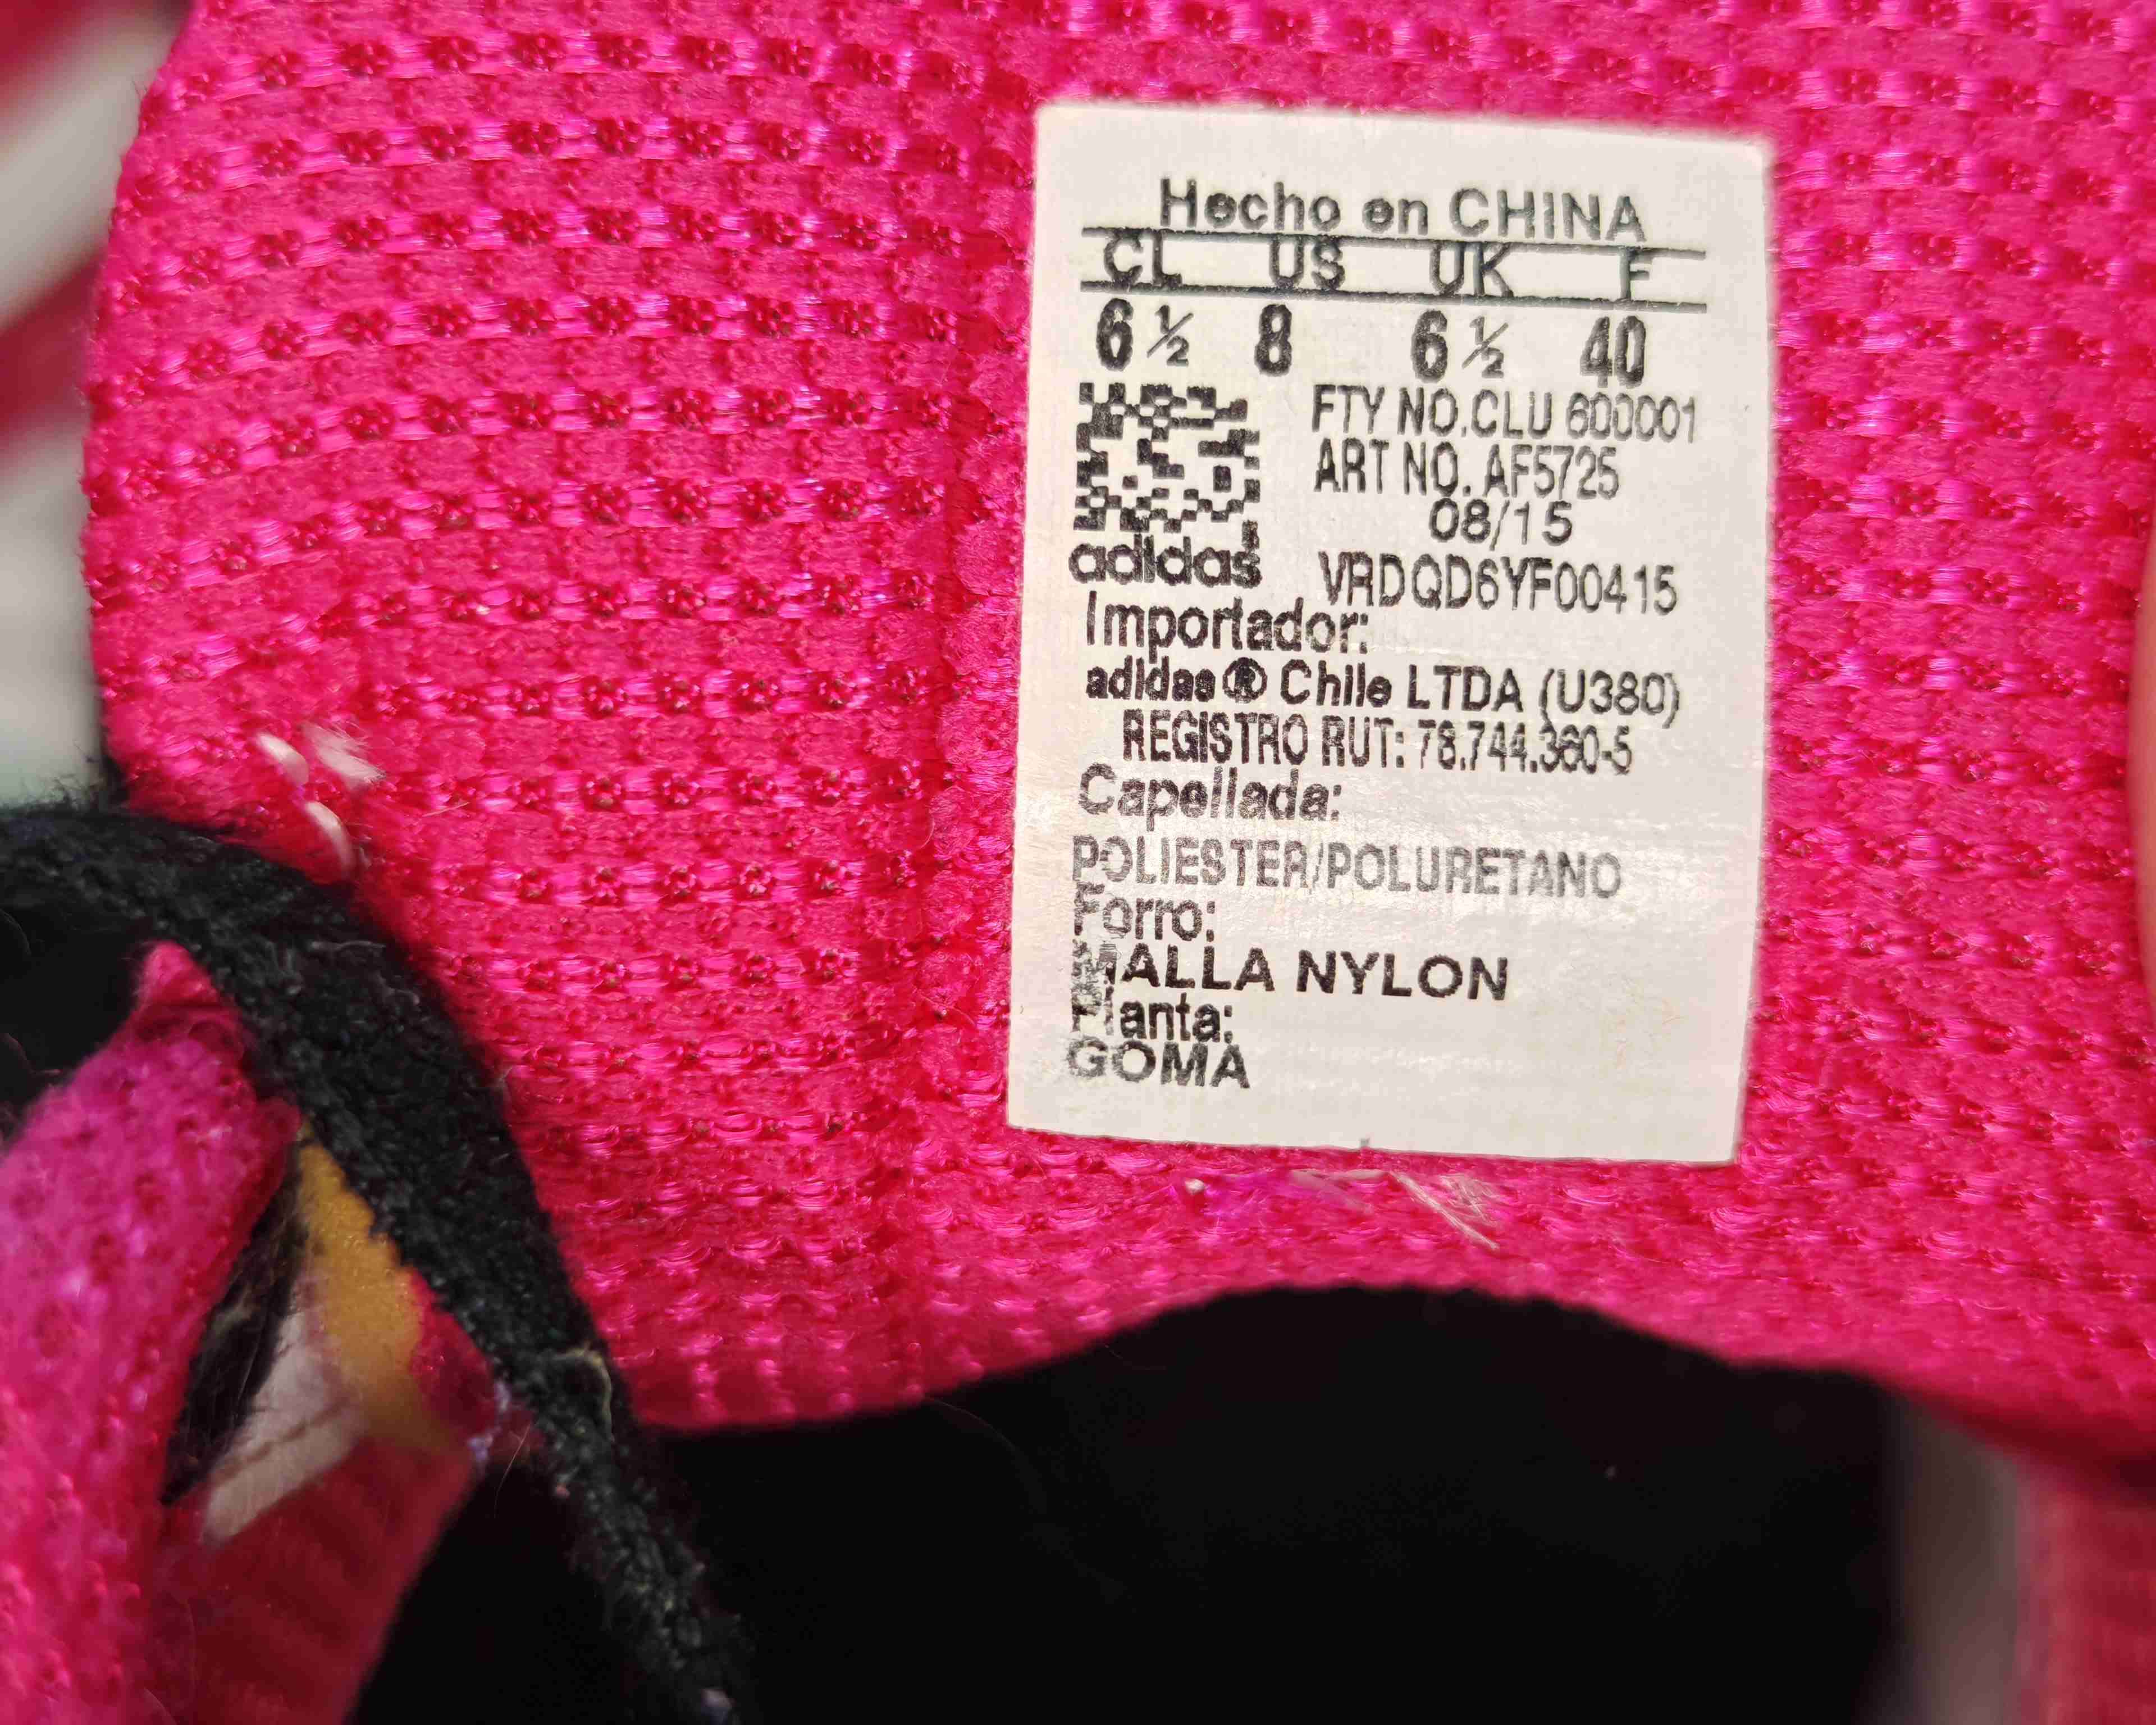 Hecho en CHINA
CL US UK F
6 ½ 8 6 ½ 40
FTY NO.CLU 600001
ART NO. AF5725
08/15
adidas VRDQD6YF00415
Importador:
adidas® Chile LTDA (U380)
REGISTRO RUT: 78.744.360-5
Capellada:
POLIESTER/POLURETANO
Forro:
MALLA NYLON
Planta:
GOMA